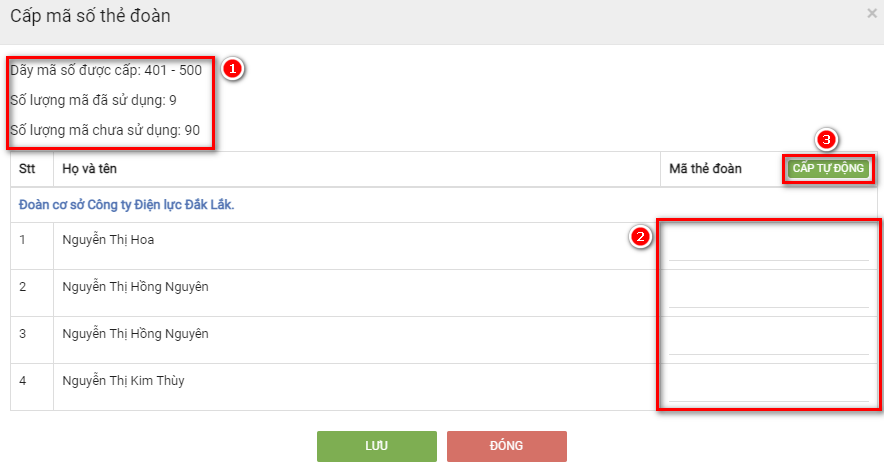 Cấp mã số thẻ đoàn
×
Dãy mã số được cấp: 401 - 500
1
Số lượng mã đã sử dụng: 9
Số lượng mã chưa sử dụng: 90
3
Stt Họ và tên Mã thẻ đoàn CẤP TỰ ĐỘNG
Đoàn cơ sở Công ty Điện lực Đắk Lắk.
2
1 Nguyễn Thị Hoa
2 Nguyễn Thị Hồng Nguyên
3 Nguyễn Thị Hồng Nguyên
4 Nguyễn Thị Kim Thùy
LƯU ĐÓNG